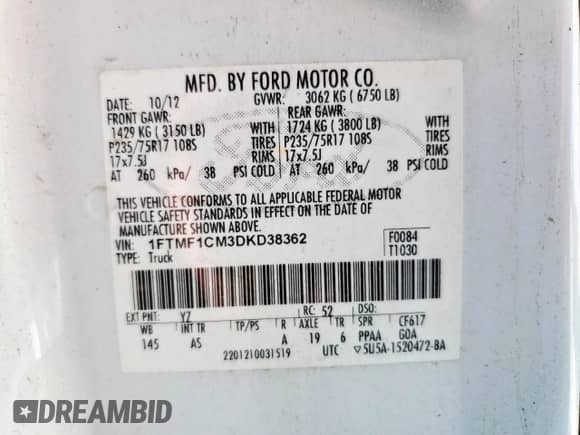 MFD. BY FORD MOTOR CO.
DATE: 10/12 GVWR: 3062 KG ( 6750 LB)
FRONT GAWR: REAR GAWR:
1429 KG ( 3150 LB) WITH 1724 KG ( 3800 LB) WITH
P235/75R17 108S TIRES P235/75R17 108S TIRES
17x7.5J RIMS 17x7.5J RIMS
AT 260 kPa/ 38 PSI COLD AT 260 kPa/ 38 PSI COLD
THIS VEHICLE CONFORMS TO ALL APPLICABLE FEDERAL MOTOR
VEHICLE SAFETY STANDARDS IN EFFECT ON THE DATE OF
MANUFACTURE SHOWN ABOVE.
VIN: 1FTMF1CM3DKD38362 F0084
TYPE: Truck T1030
EXT PNT: YZ RC: 52 DSO:
WB INT TR TP/PS R AXLE TR SPR CF617
145 AS A 19 6 PPAA GOA
2201210031519 UTC ▽5U5A-1520472-BA
DREAMBID